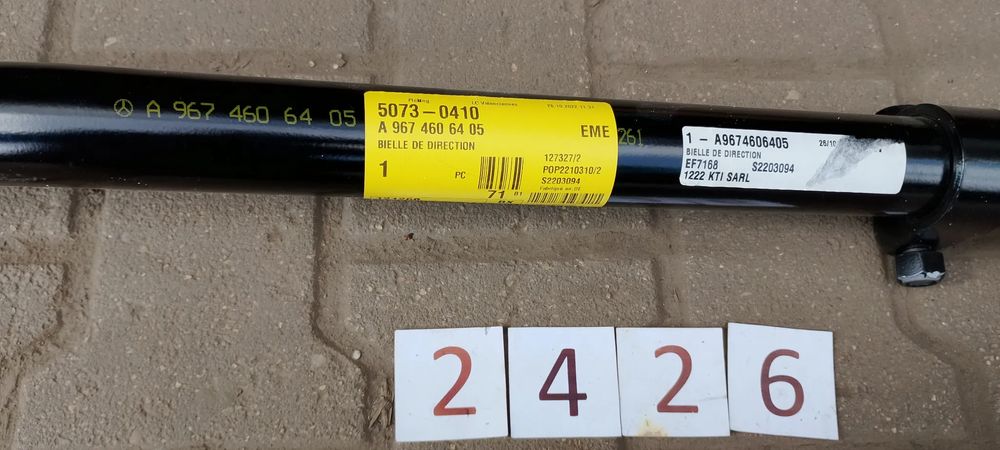 A 967 460 64 05
5073-0410
A 967 460 64 05
EME
BIELLE DE DIRECTION
1
PC
127327/2
POP2210310/2
S2203094
71
261
1 - A9674606405
BIELLE DE DIRECTION
EF7168 S2203094
1222 KTI SARL
2426